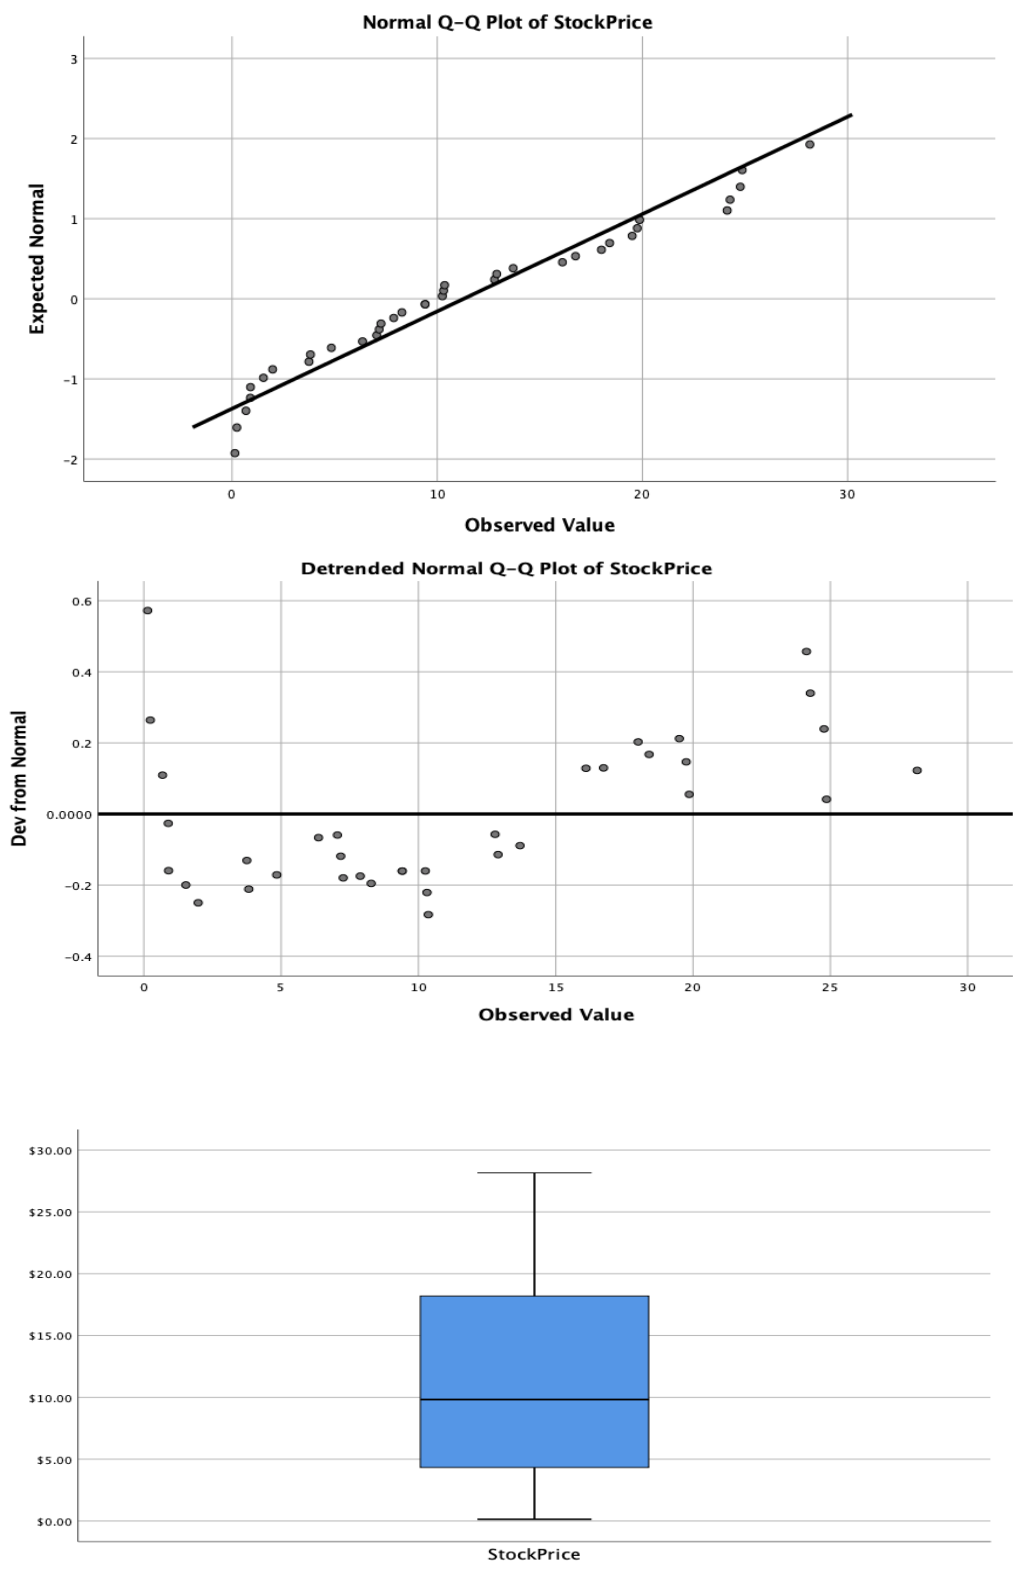 Normal Q-Q Plot of StockPrice
3
2
1
0
-1
-2
Expected Normal
0 10 20 30
Observed Value
Detrended Normal Q-Q Plot of StockPrice
0.6
0.4
0.2
0.0000
-0.2
-0.4
Dev from Normal
0 5 10 15 20 25 30
Observed Value
$30.00
$25.00
$20.00
$15.00
$10.00
$5.00
$0.00
StockPrice